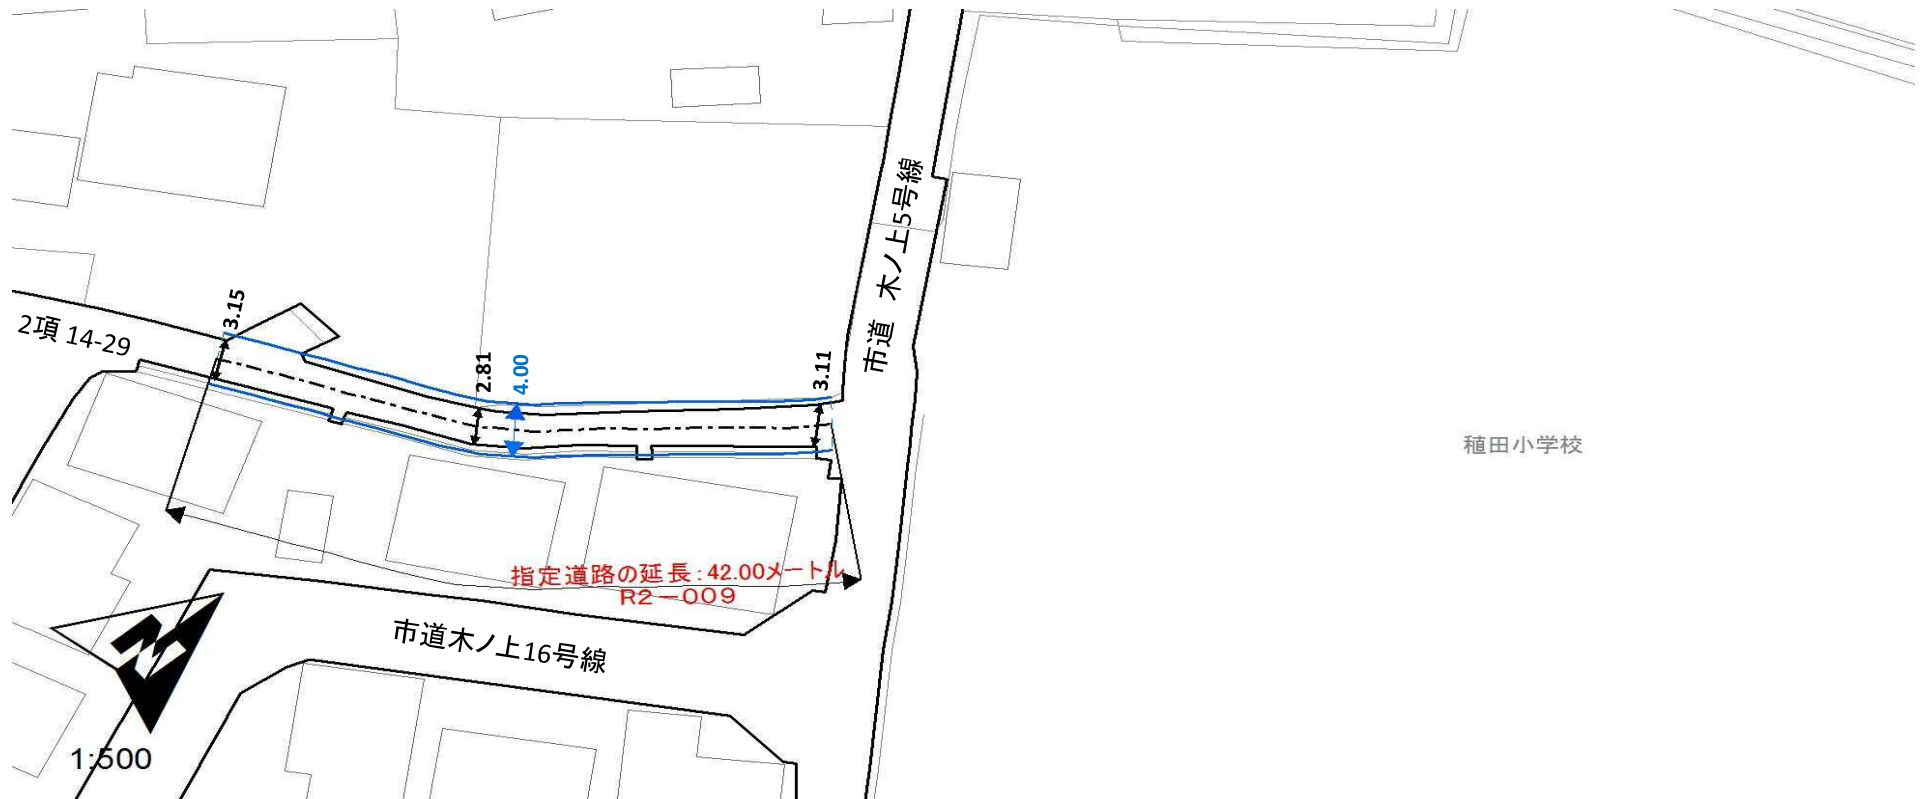 市道 木ノ上5号線
3.15
2項 14-29
2.81
4.00
3.11
稙田小学校
指定道路の延長:42.00メートル
R2-009
市道木ノ上16号線
N
1:500